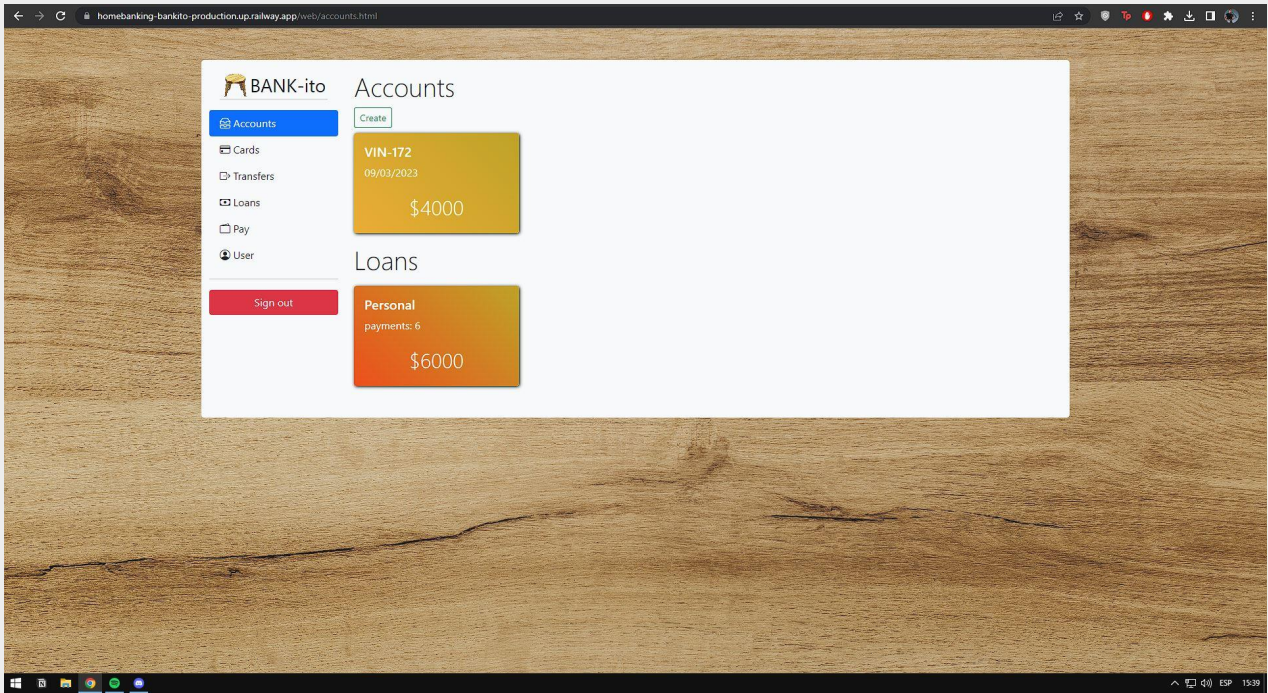 homebanking-bankito-production.up.railway.app/web/accounts.html
BANK-ito
Accounts
Cards
Transfers
Loans
Pay
User
Sign out
Accounts
Create
VIN-172
09/03/2023
$4000
Loans
Personal
payments: 6
$6000
ESP 15:39